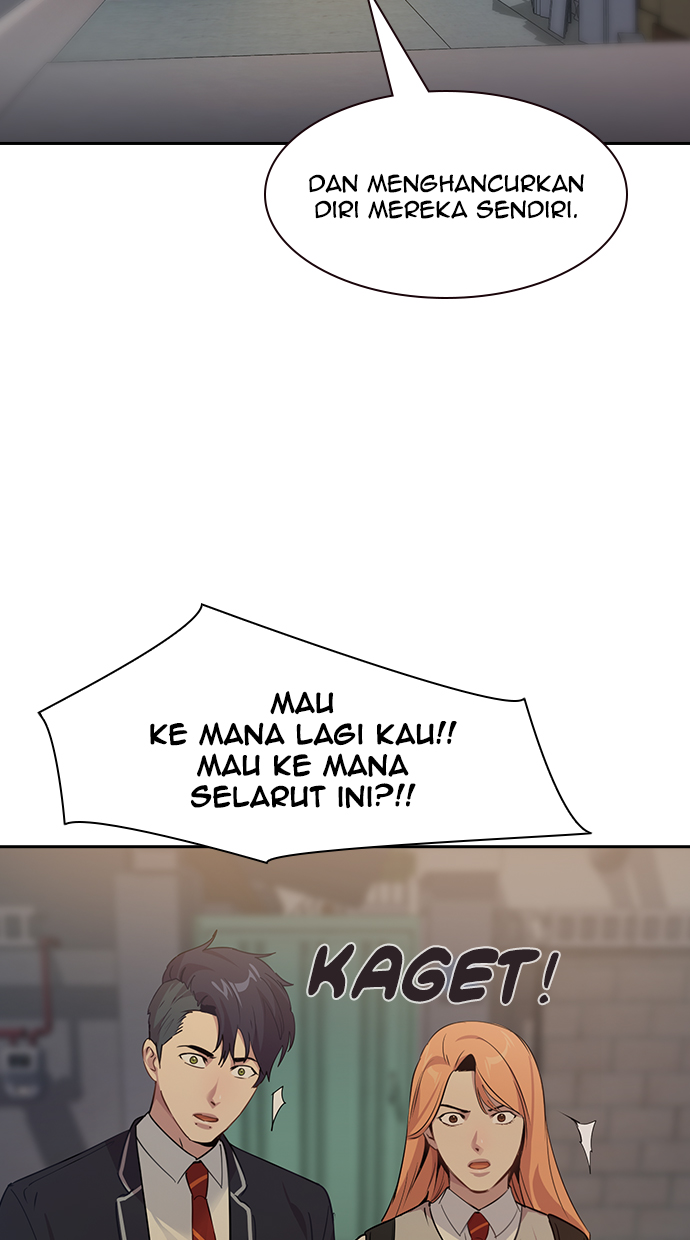 DAN MENGHANCURKAN
DIRI MEREKA SENDIRI.
MAU
KE MANA LAGI KAU!!
MAU KE MANA
SELARUT INI?!!
KAGET!